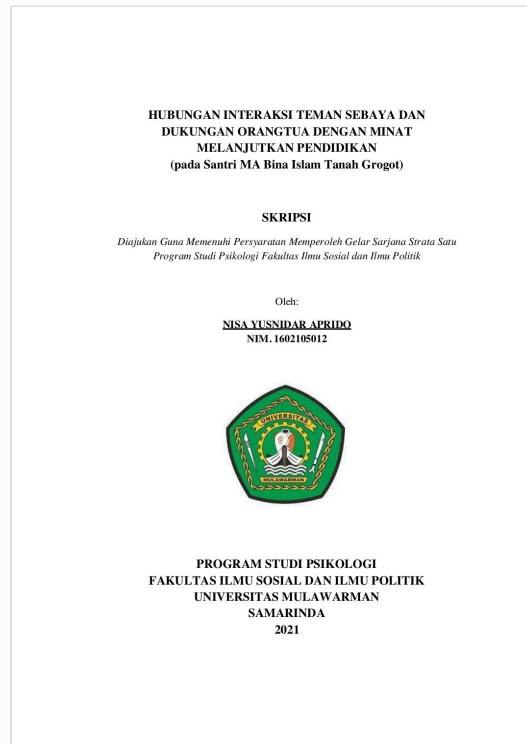 HUBUNGAN INTERAKSI TEMAN SEBAYA DAN
DUKUNGAN ORANGTUA DENGAN MINAT
MELANJUTKAN PENDIDIKAN
(pada Santri MA Bina Islam Tanah Grogot)
SKRIPSI
Diajukan Guna Memenuhi Persyaratan Memperoleh Gelar Sarjana Strata Satu
Program Studi Psikologi Fakultas Ilmu Sosial dan Ilmu Politik
Oleh:
NISA YUSNIDAR APRIDO
NIM. 1602105012
UNIVERSITAS
MULAWARMAN
PROGRAM STUDI PSIKOLOGI
FAKULTAS ILMU SOSIAL DAN ILMU POLITIK
UNIVERSITAS MULAWARMAN
SAMARINDA
2021